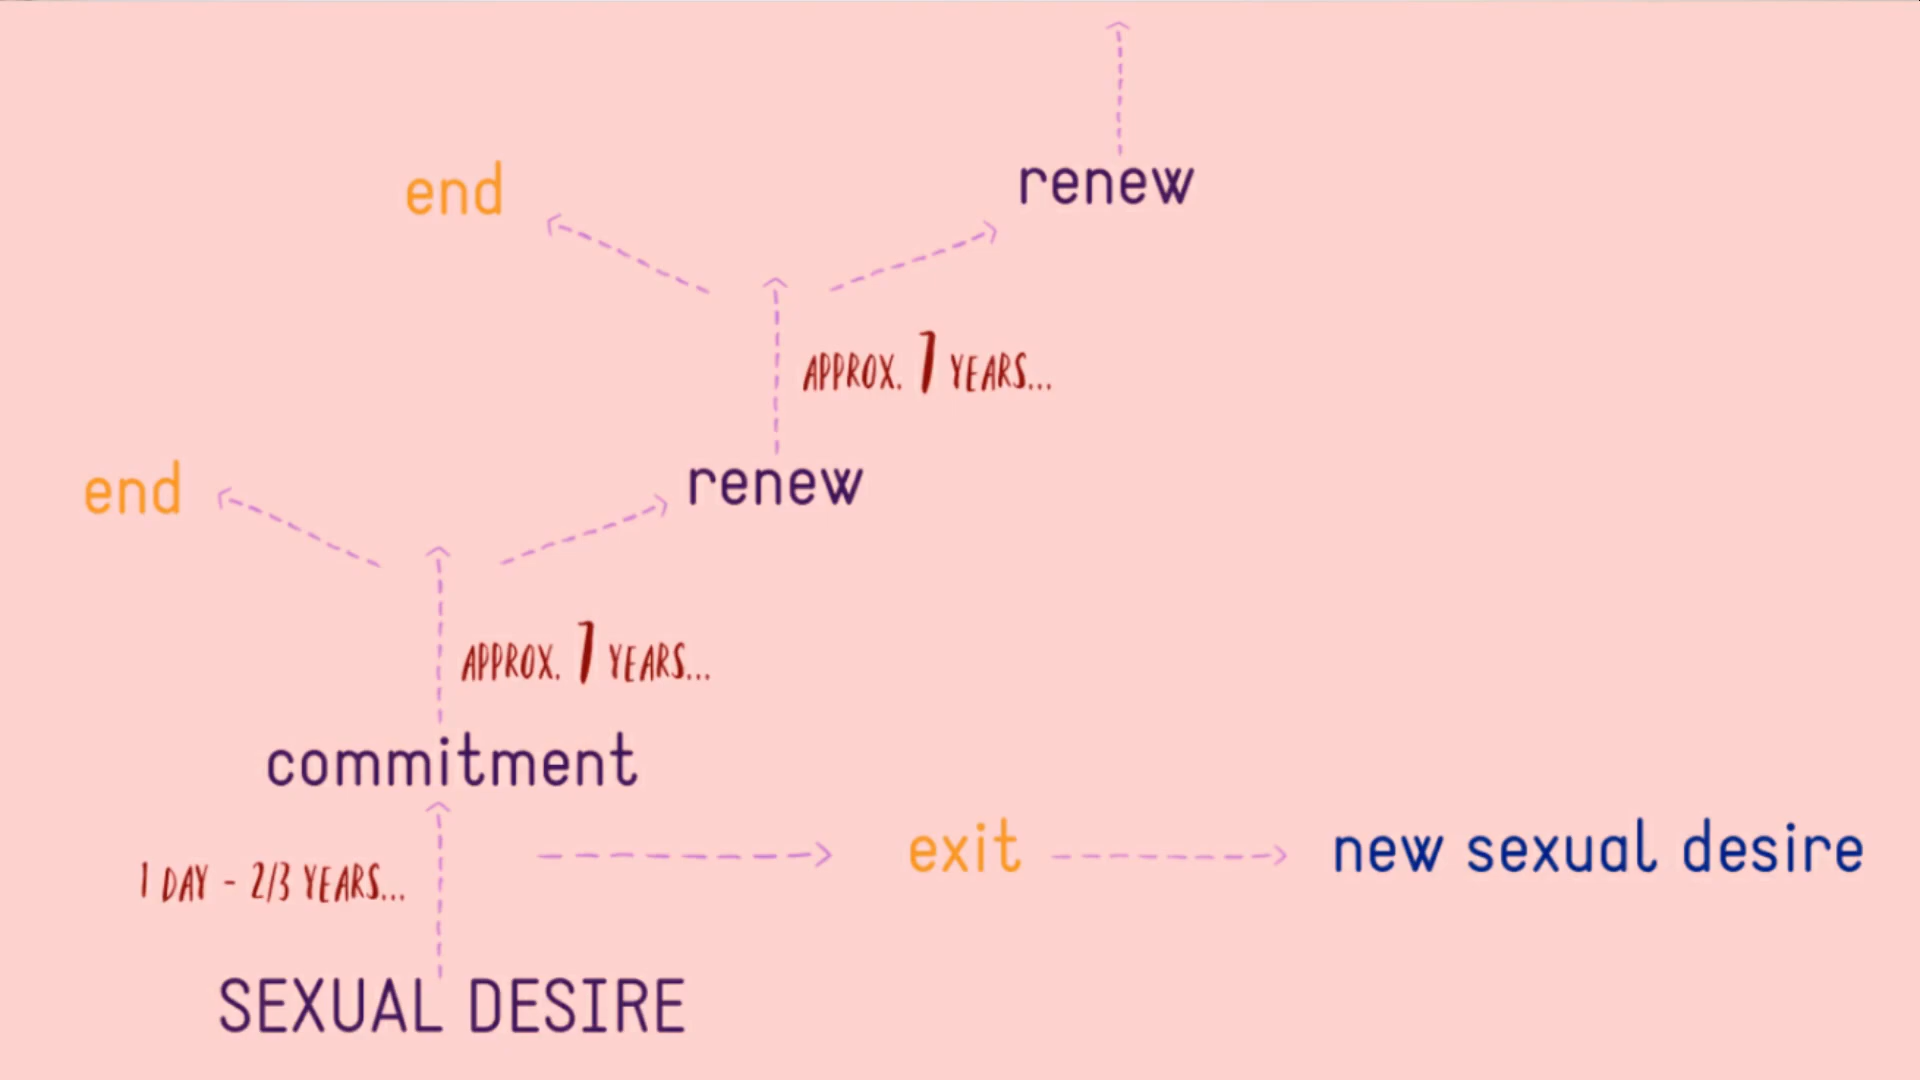 end
renew
APPROX. 7 YEARS...
end
renew
APPROX. 7 YEARS...
commitment
exit
new sexual desire
1 DAY - 2/3 YEARS...
SEXUAL DESIRE